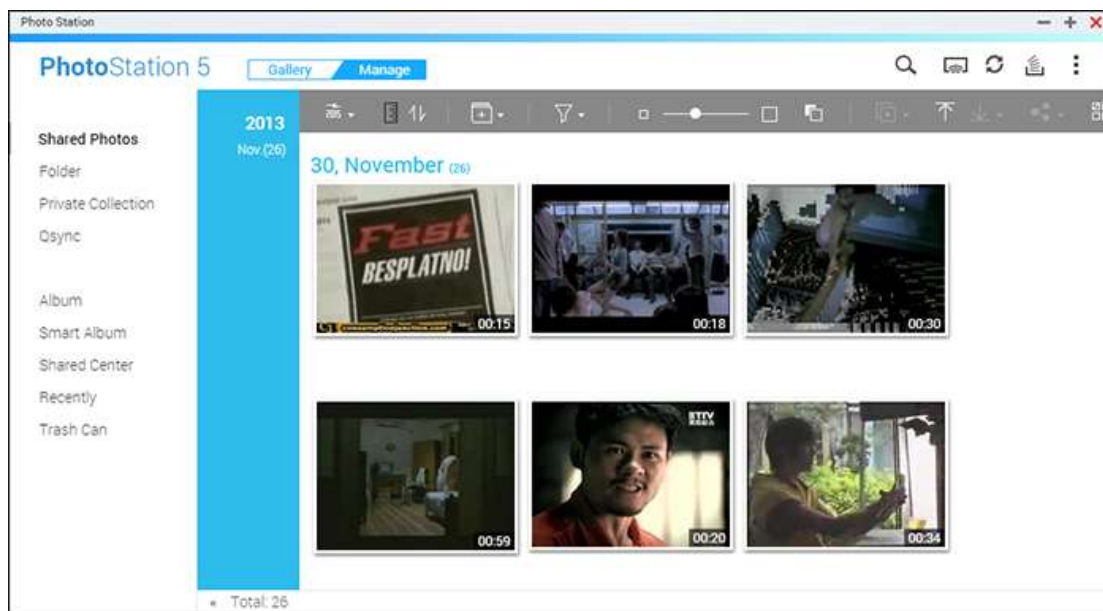 Photo Station
PhotoStation 5
Gallery
Manage
Shared Photos
Folder
Private Collection
Qsync
Album
Smart Album
Shared Center
Recently
Trash Can
2013
Nov.(26)
30, November (26)
Fast
BESPLATNO!
00:15
00:18
00:30
00:59
ETTV
00:20
00:34
Total: 26